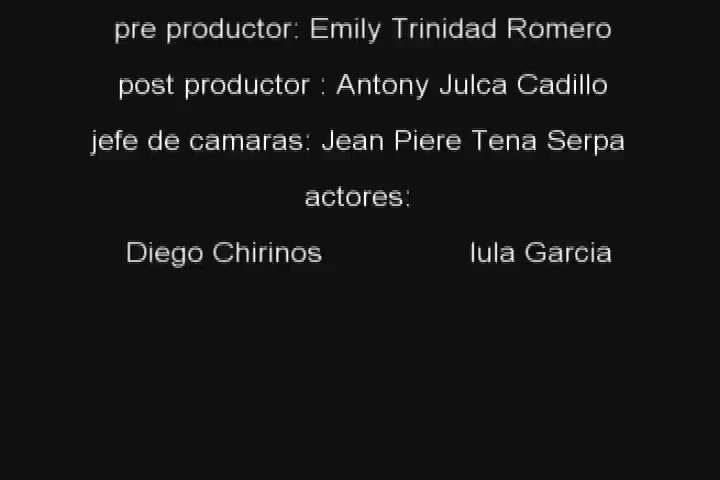 pre productor: Emily Trinidad Romero
post productor : Antony Julca Cadillo
jefe de camaras: Jean Piere Tena Serpa
actores:
Diego Chirinos lula Garcia